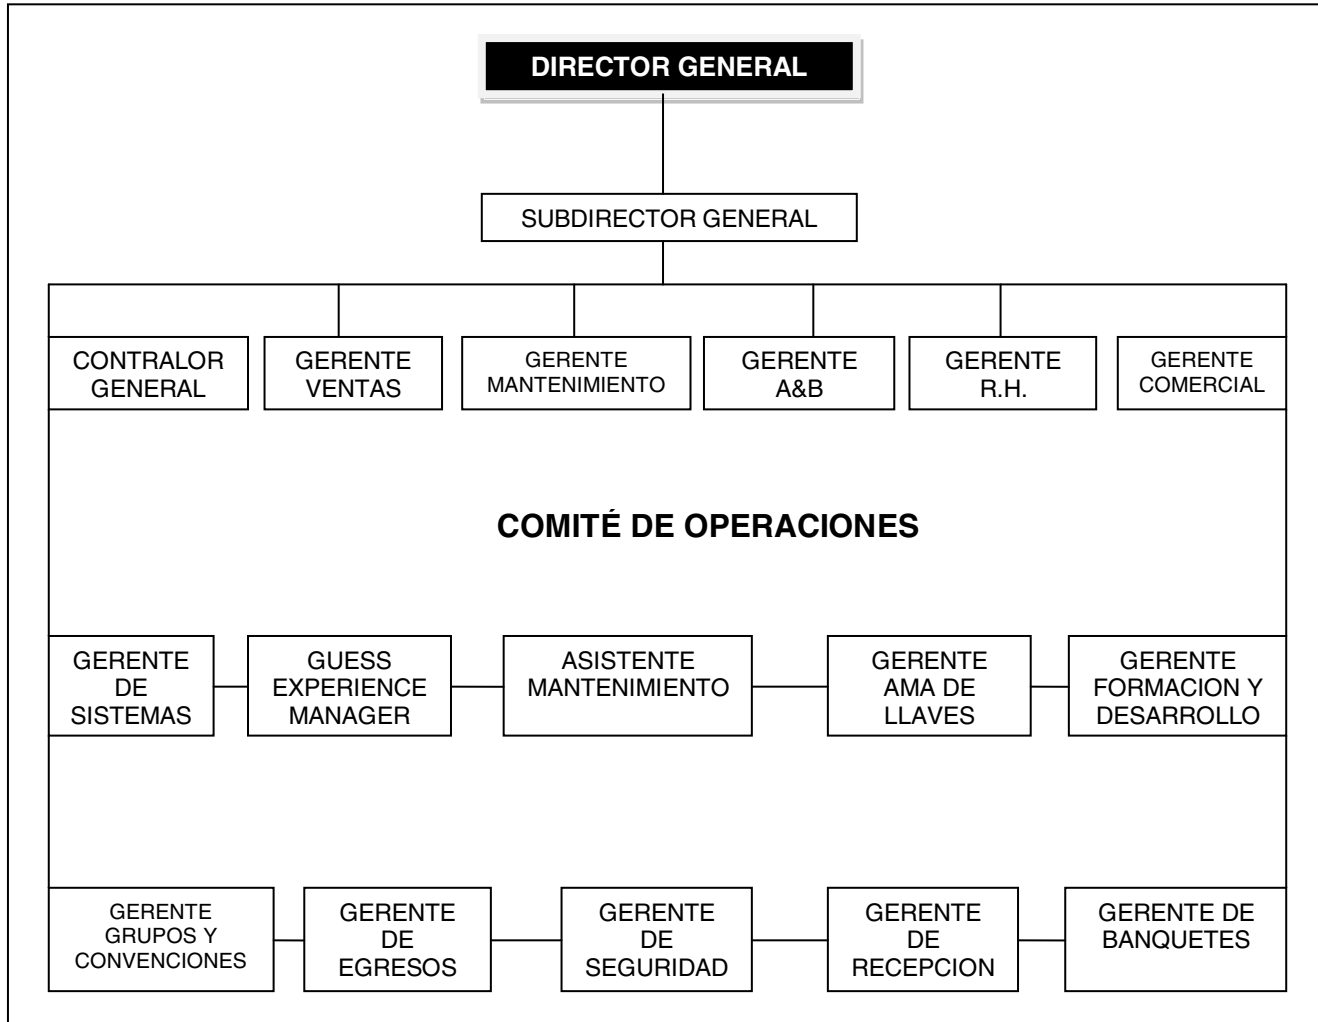 DIRECTOR GENERAL
SUBDIRECTOR GENERAL
CONTRALOR
GENERAL
GERENTE
VENTAS
GERENTE
MANTENIMIENTO
GERENTE
A&B
GERENTE
R.H.
GERENTE
COMERCIAL
COMITÉ DE OPERACIONES
GERENTE
DE
SISTEMAS
GUESS
EXPERIENCE
MANAGER
ASISTENTE
MANTENIMIENTO
GERENTE
AMA DE
LLAVES
GERENTE
FORMACION Y
DESARROLLO
GERENTE
GRUPOS Y
CONVENCIONES
GERENTE
DE
EGRESOS
GERENTE
DE
SEGURIDAD
GERENTE
DE
RECEPCION
GERENTE DE
BANQUETES